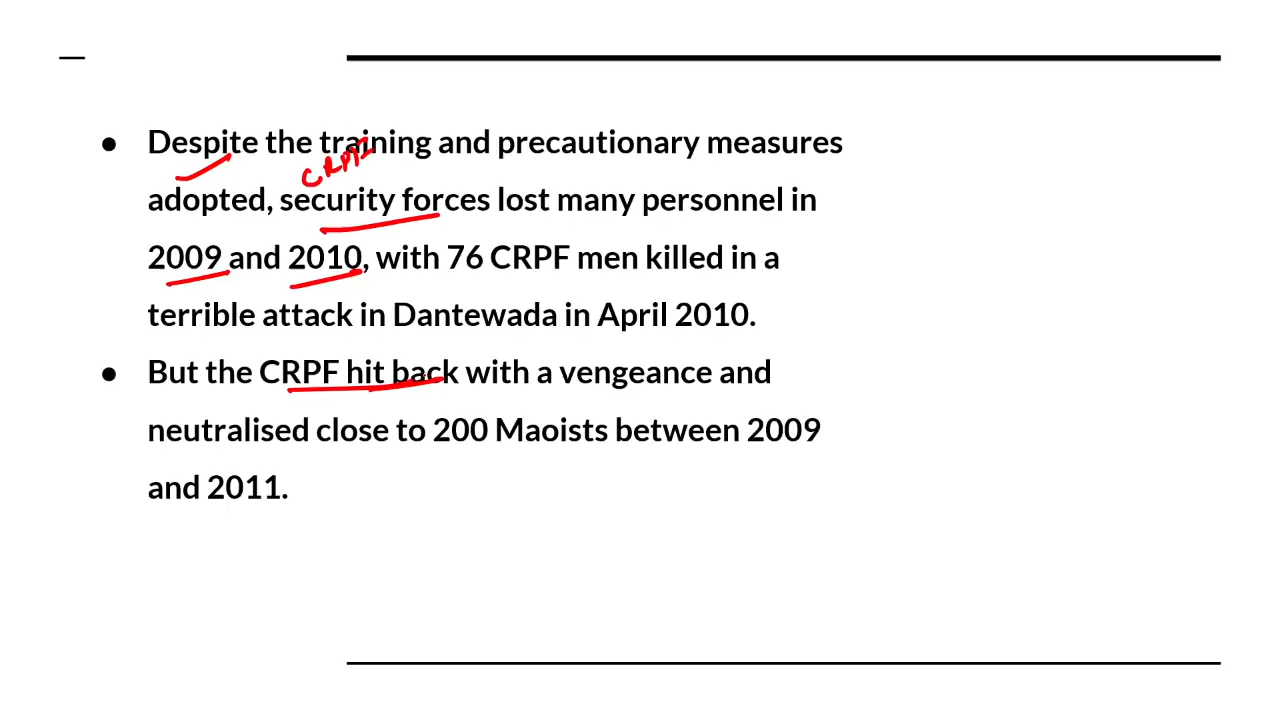 ● Despite the training and precautionary measures
CRPF
adopted, security forces lost many personnel in
2009 and 2010, with 76 CRPF men killed in a
terrible attack in Dantewada in April 2010.
● But the CRPF hit back with a vengeance and
neutralised close to 200 Maoists between 2009
and 2011.